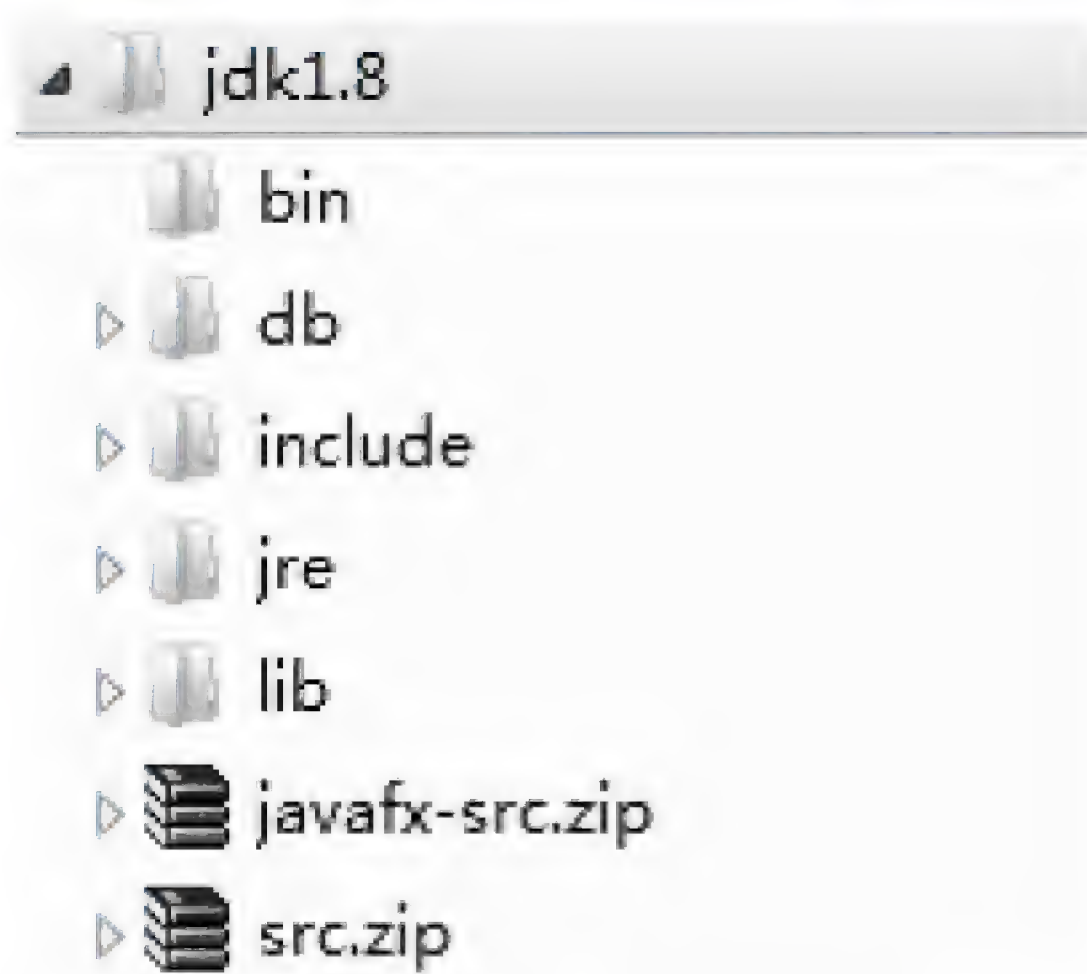 jdk1.8
bin
db
include
jre
lib
javafx-src.zip
src.zip